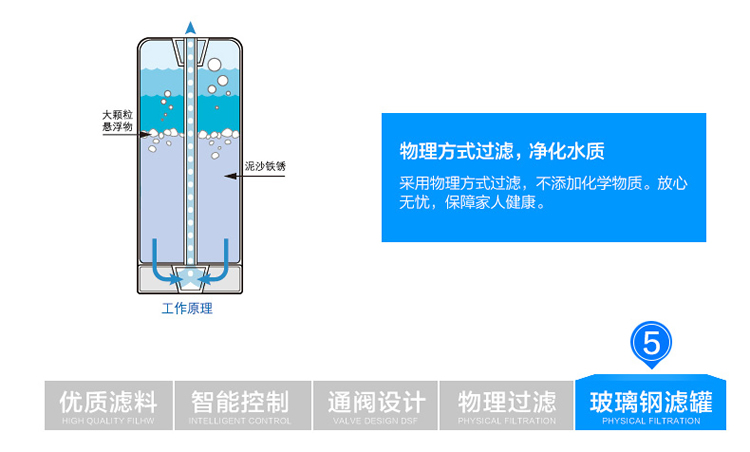 大颗粒
悬浮物
泥沙铁锈
工作原理
物理方式过滤，净化水质
采用物理方式过滤，不添加化学物质。放心
无忧，保障家人健康。
5
优质滤料
HIGH QUALITY FILHW
智能控制
INTELLIGENT CONTROL
通阀设计
VALVE DESIGN DSF
物理过滤
PHYSICAL FILTRATION
玻璃钢滤罐
PHYSICAL FILTRATION